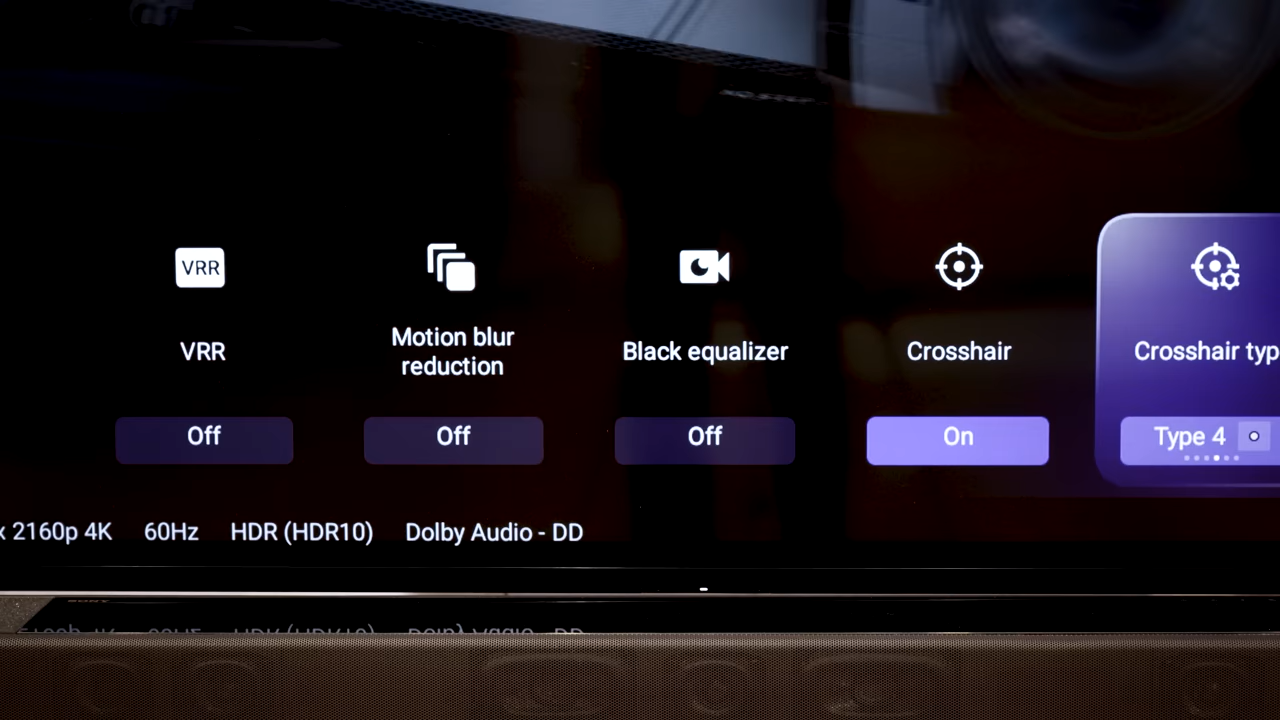 VRR
VRR
Motion blur
reduction
Black equalizer
Crosshair
Crosshair typ
Off
Off
Off
On
Type 4
x 2160p 4K 60Hz HDR (HDR10) Dolby Audio - DD